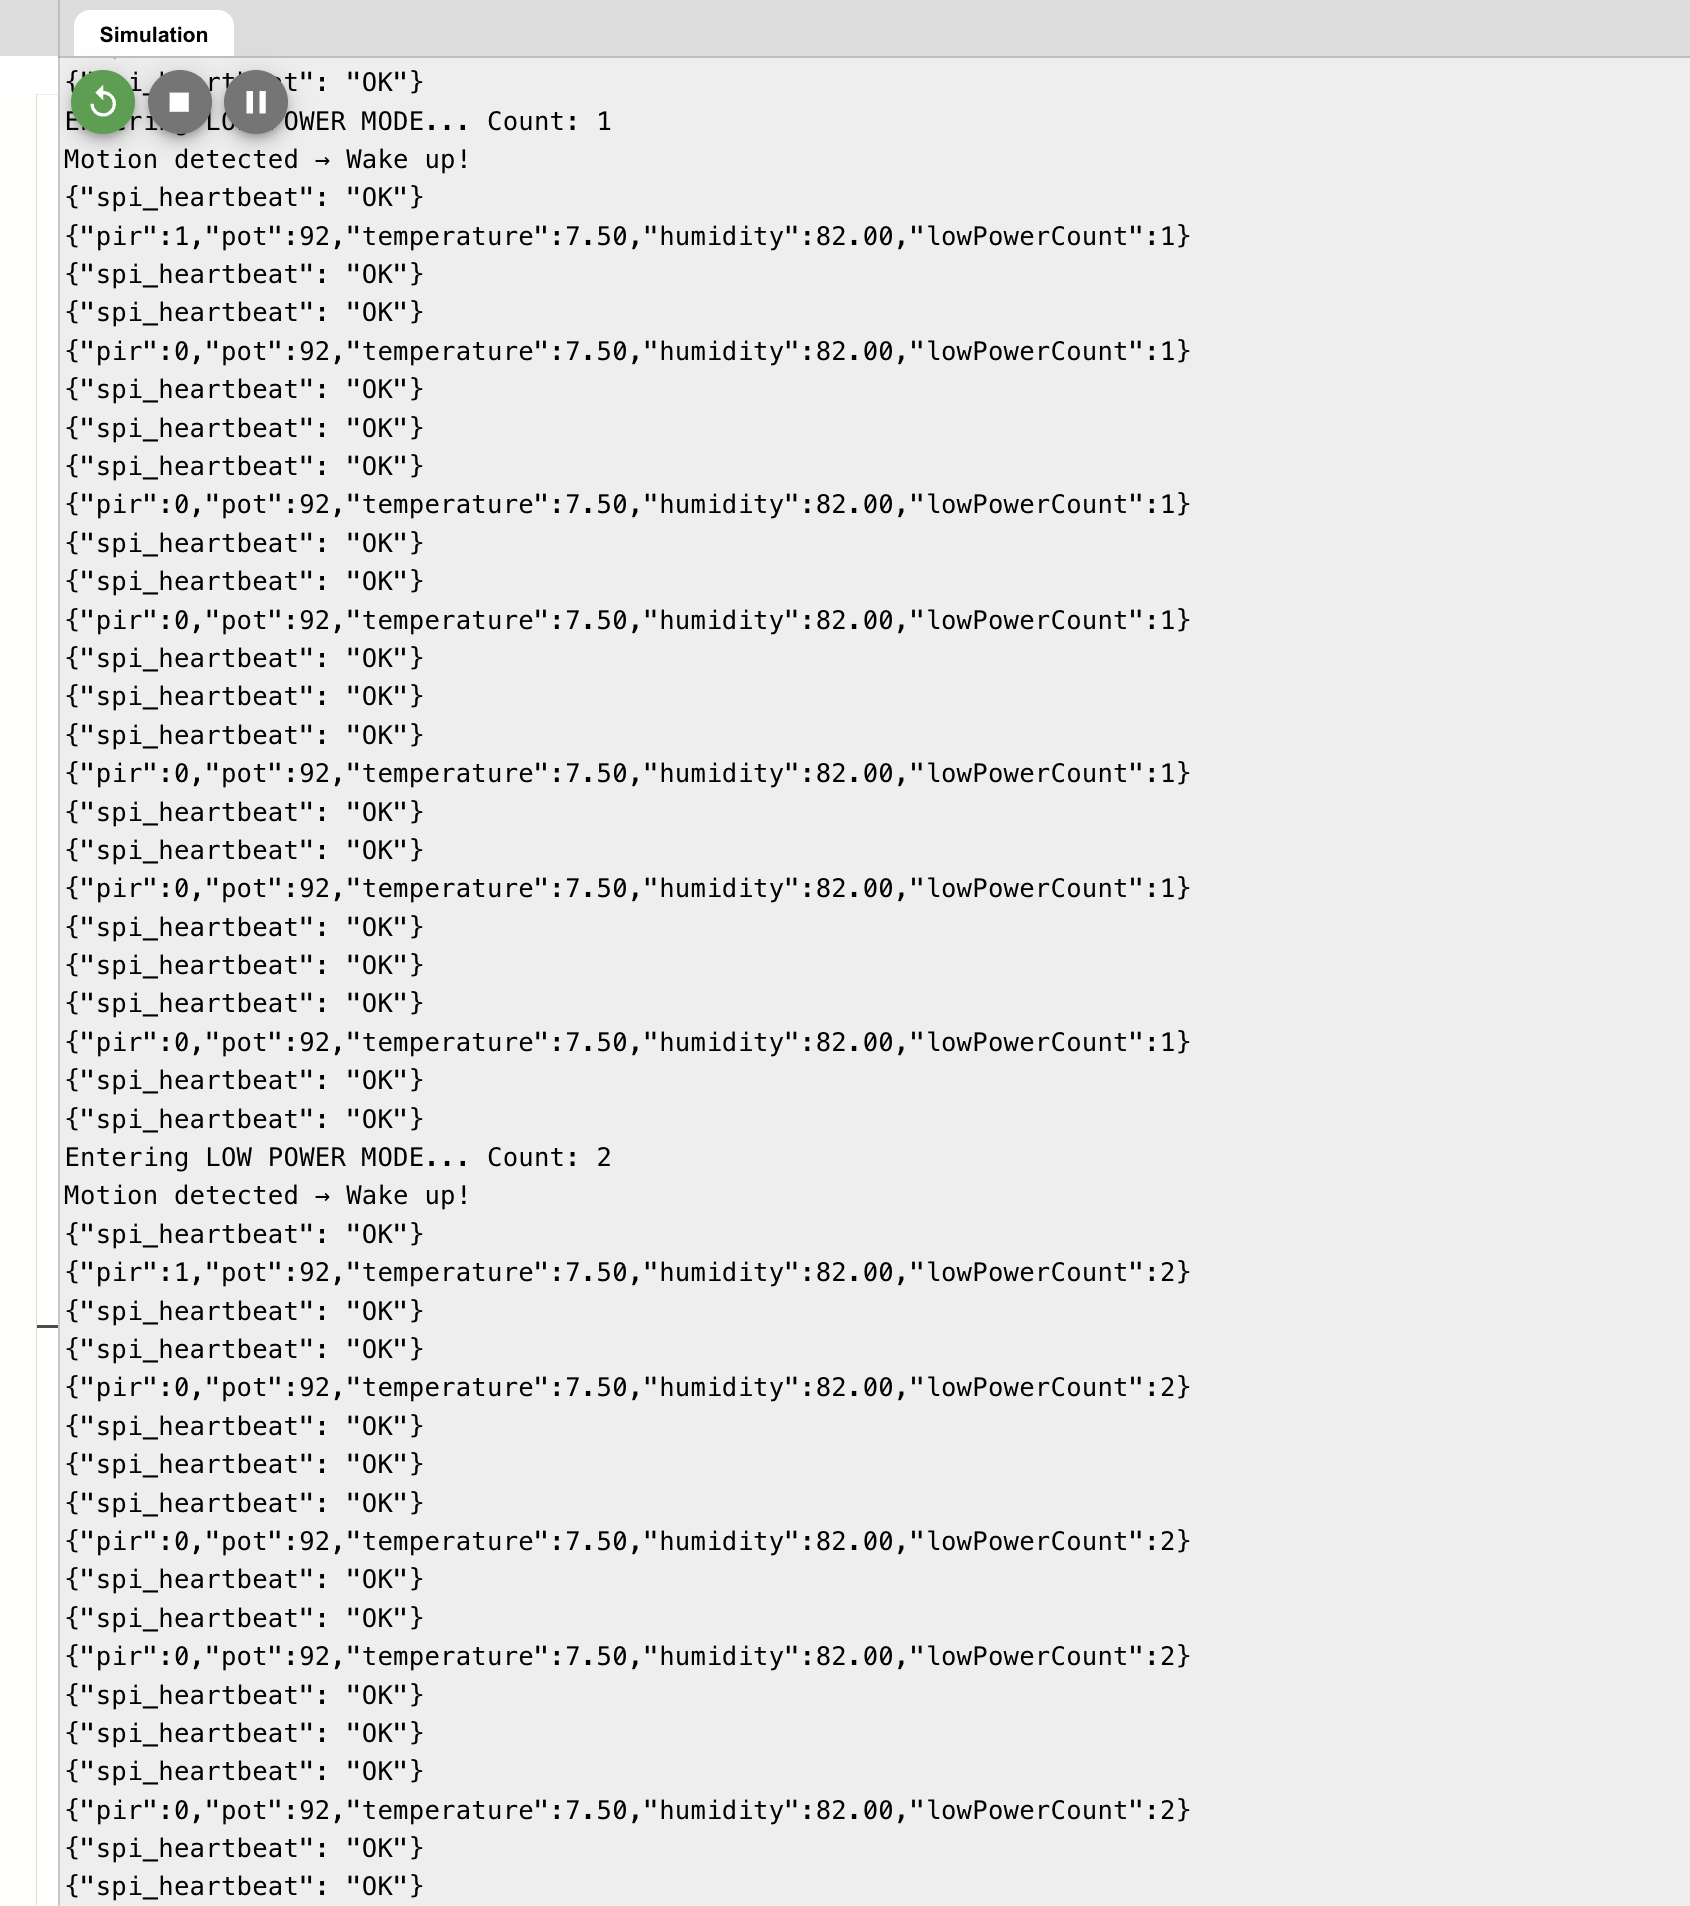 Simulation
"OK"}
Count: 1
Motion detected → Wake up!
{"spi_heartbeat": "OK"}
{"pir":1,"pot":92,"temperature":7.50,"humidity":82.00,"lowPowerCount":1}
{"spi_heartbeat": "OK"}
{"spi_heartbeat": "OK"}
{"pir":0,"pot":92,"temperature":7.50,"humidity":82.00,"lowPowerCount":1}
{"spi_heartbeat": "OK"}
{"spi_heartbeat": "OK"}
{"spi_heartbeat": "OK"}
{"pir":0,"pot":92,"temperature":7.50,"humidity":82.00,"lowPowerCount":1}
{"spi_heartbeat": "OK"}
{"spi_heartbeat": "OK"}
{"pir":0,"pot":92,"temperature":7.50,"humidity":82.00,"lowPowerCount":1}
{"spi_heartbeat": "OK"}
{"spi_heartbeat": "OK"}
{"spi_heartbeat": "OK"}
{"pir":0,"pot":92,"temperature":7.50,"humidity":82.00,"lowPowerCount":1}
{"spi_heartbeat": "OK"}
{"spi_heartbeat": "OK"}
{"pir":0,"pot":92,"temperature":7.50,"humidity":82.00,"lowPowerCount":1}
{"spi_heartbeat": "OK"}
{"spi_heartbeat": "OK"}
{"spi_heartbeat": "OK"}
{"pir":0,"pot":92,"temperature":7.50,"humidity":82.00,"lowPowerCount":1}
{"spi_heartbeat": "OK"}
{"spi_heartbeat": "OK"}
Entering LOW POWER MODE... Count: 2
Motion detected → Wake up!
{"spi_heartbeat": "OK"}
{"pir":1,"pot":92,"temperature":7.50,"humidity":82.00,"lowPowerCount":2}
{"spi_heartbeat": "OK"}
{"spi_heartbeat": "OK"}
{"pir":0,"pot":92,"temperature":7.50,"humidity":82.00,"lowPowerCount":2}
{"spi_heartbeat": "OK"}
{"spi_heartbeat": "OK"}
{"spi_heartbeat": "OK"}
{"pir":0,"pot":92,"temperature":7.50,"humidity":82.00,"lowPowerCount":2}
{"spi_heartbeat": "OK"}
{"spi_heartbeat": "OK"}
{"pir":0,"pot":92,"temperature":7.50,"humidity":82.00,"lowPowerCount":2}
{"spi_heartbeat": "OK"}
{"spi_heartbeat": "OK"}
{"spi_heartbeat": "OK"}
{"pir":0,"pot":92,"temperature":7.50,"humidity":82.00,"lowPowerCount":2}
{"spi_heartbeat": "OK"}
{"spi_heartbeat": "OK"}